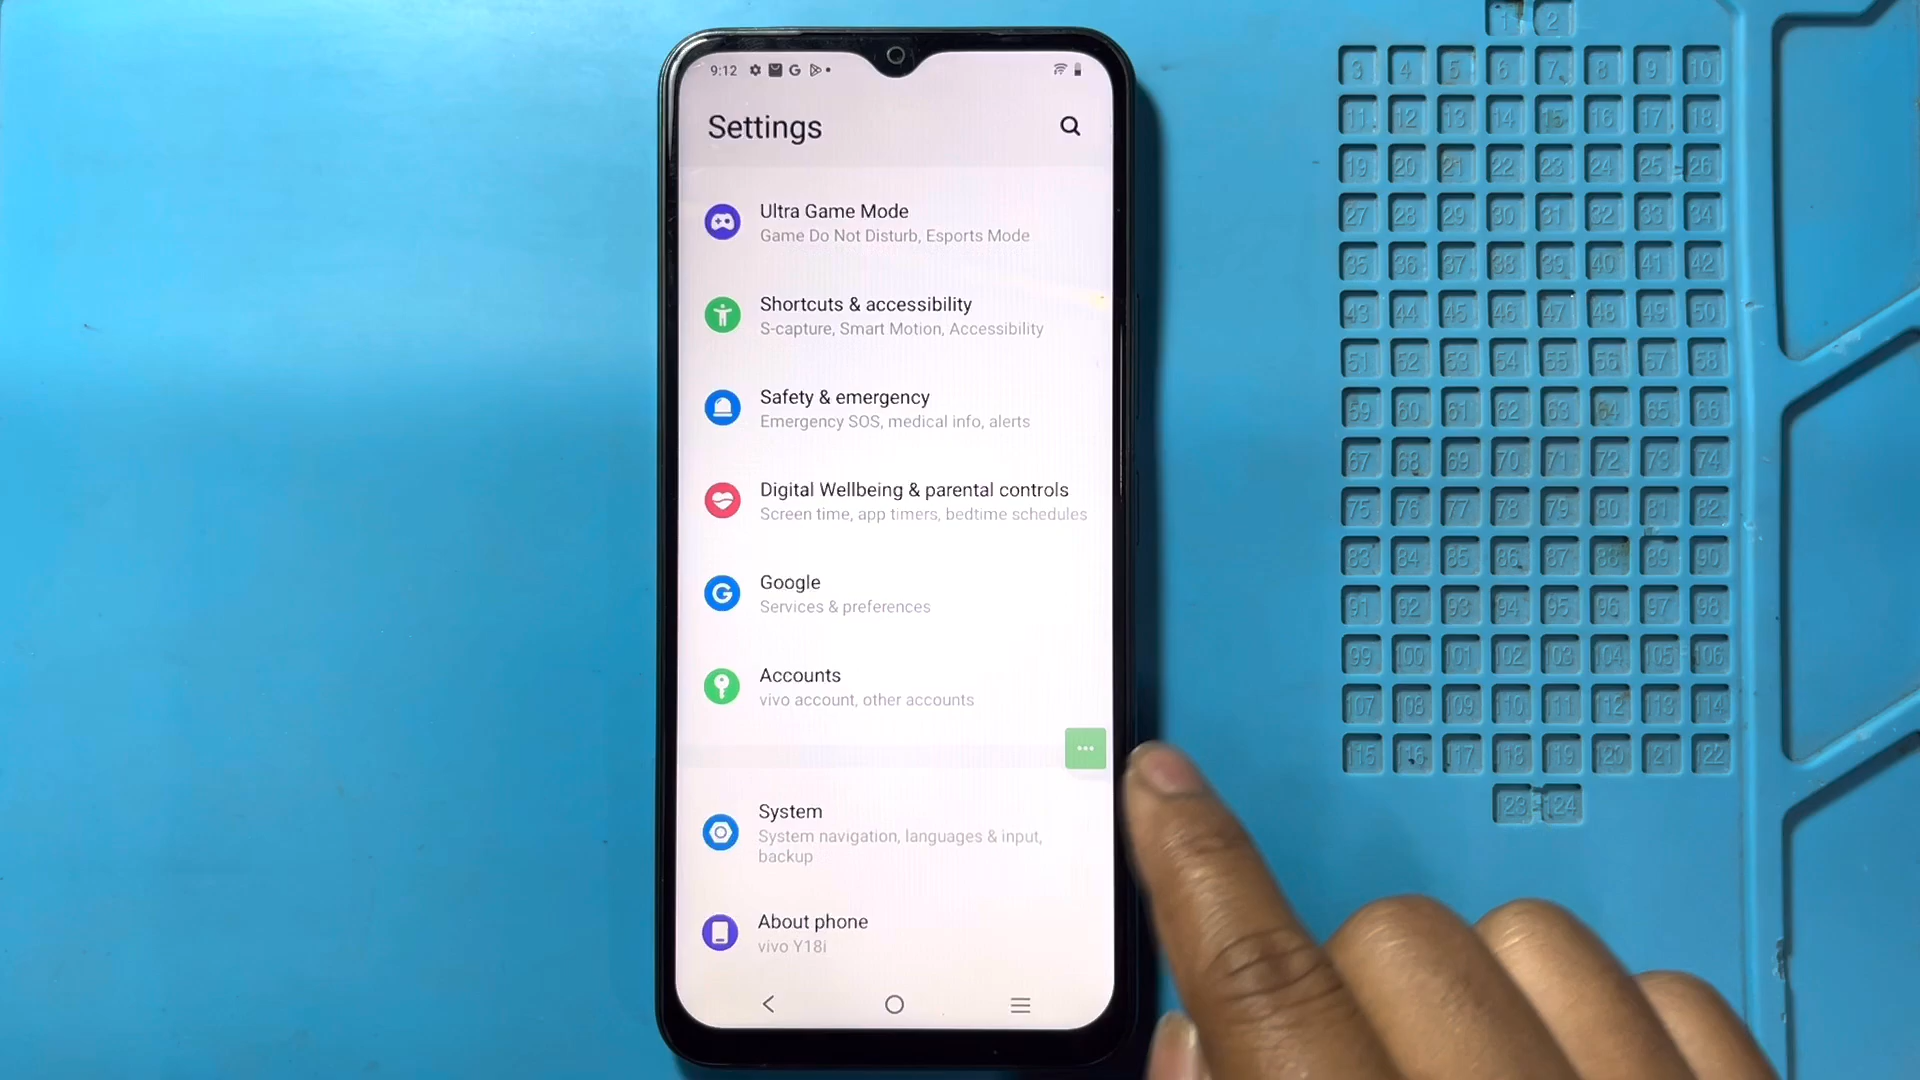 1 2
9:12
3 4 5 6 7 8 9 10
Settings
11 12 13 14 15 16 17 18
19 20 21 22 23 24 25 26
Ultra Game Mode
Game Do Not Disturb, Esports Mode
27 28 29 30 31 32 33 34
35 36 37 38 39 40 41 42
Shortcuts & accessibility
S-capture, Smart Motion, Accessibility
43 44 45 46 47 48 49 50
51 52 53 54 55 56 57 58
Safety & emergency
Emergency SOS, medical info, alerts
59 60 61 62 63 64 65 66
67 68 69 70 71 72 73 74
Digital Wellbeing & parental controls
Screen time, app timers, bedtime schedules
75 76 77 78 79 80 81 82
83 84 85 86 87 88 89 90
Google
Services & preferences
91 92 93 94 95 96 97 98
99 100 101 102 103 104 105 106
Accounts
vivo account, other accounts
107 108 109 110 111 112 113 114
115 116 117 118 119 120 121 122
System
System navigation, languages & input,
backup
123 124
About phone
vivo Y18i